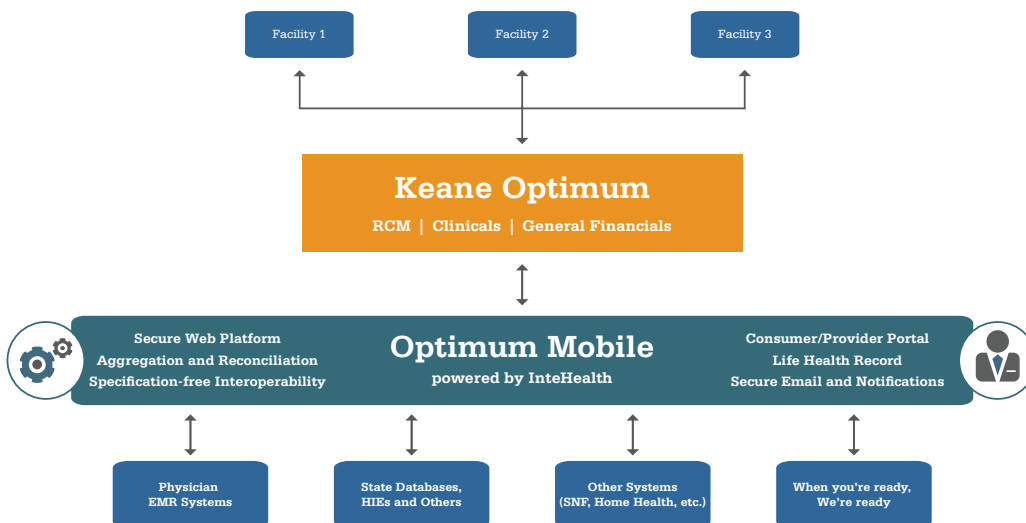 Facility 1
Facility 2
Facility 3
Keane Optimum
RCM | Clinicals | General Financials
Secure Web Platform
Aggregation and Reconciliation
Specification-free Interoperability
Optimum Mobile
powered by InteHealth
Consumer/Provider Portal
Life Health Record
Secure Email and Notifications
Physician
EMR Systems
State Databases,
HIEs and Others
Other Systems
(SNF, Home Health, etc.)
When you're ready,
We're ready